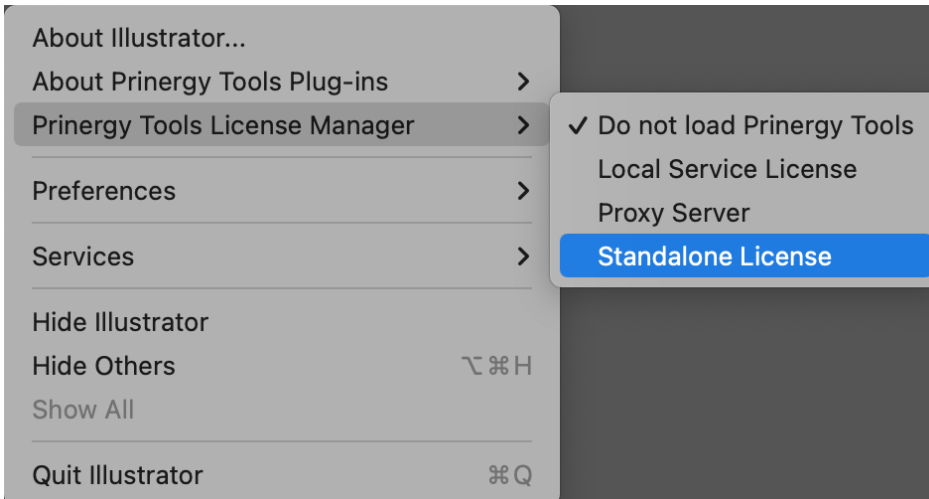 About Illustrator...
About Prinergy Tools Plug-ins
Prinergy Tools License Manager
Preferences
Services
Hide Illustrator
Hide Others ⌥⌘H
Show All
Quit Illustrator ⌘Q
✓ Do not load Prinergy Tools
Local Service License
Proxy Server
Standalone License